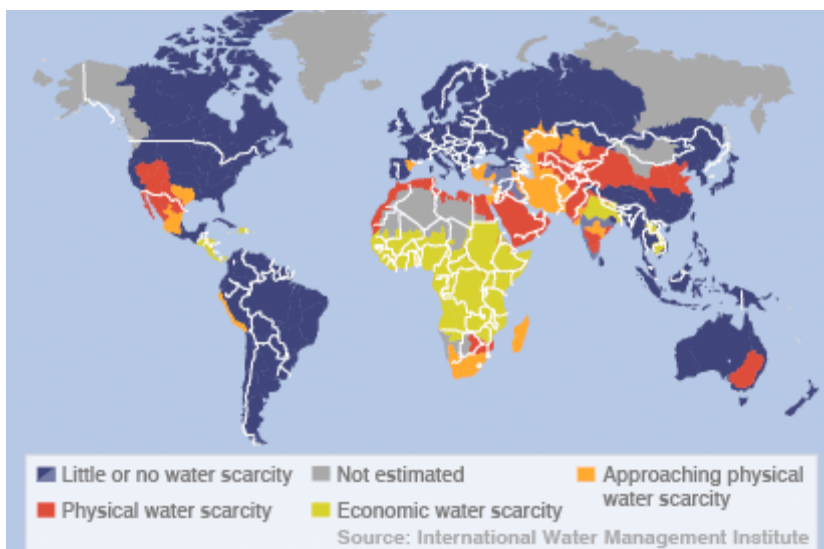 Little or no water scarcity
Not estimated
Approaching physical
water scarcity
Physical water scarcity
Economic water scarcity
Source: International Water Management Institute